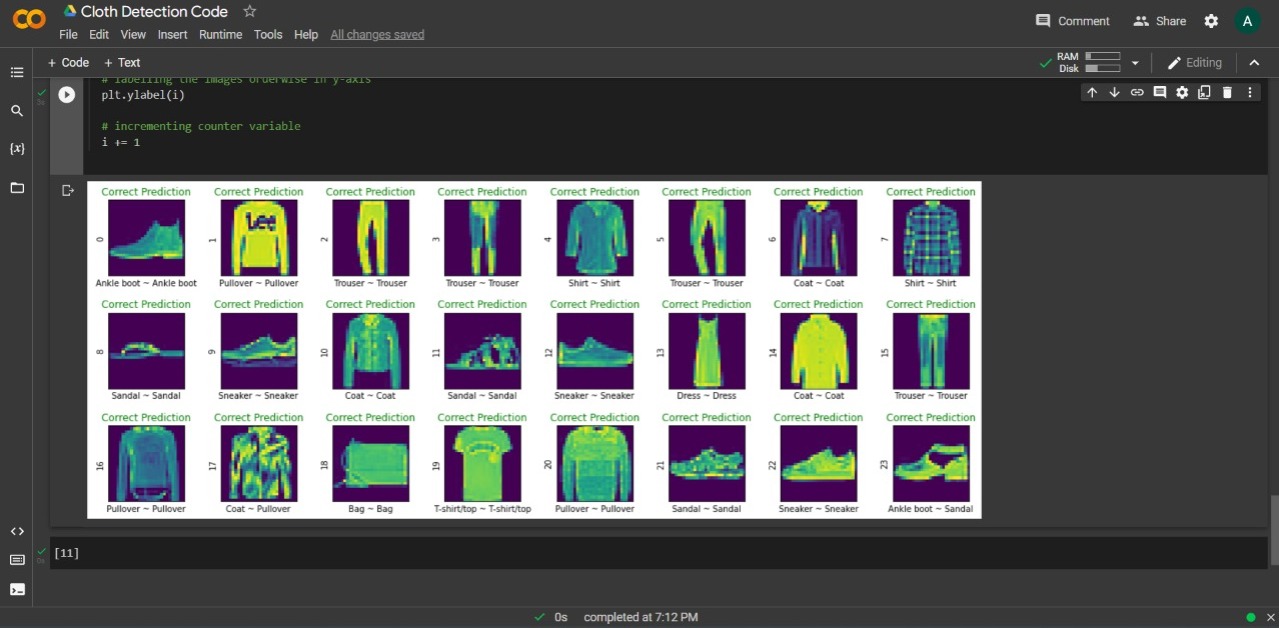 CO Cloth Detection Code
Comment Share A
File Edit View Insert Runtime Tools Help All changes saved
+ Code + Text
RAM
Disk
Editing
# labelling the images orderwise in y-axis
plt.ylabel(i)
# incrementing counter variable
i += 1
{x}
Correct Prediction Correct Prediction Correct Prediction Correct Prediction Correct Prediction Correct Prediction Correct Prediction Correct Prediction
0 1 Lee 2 3 4 5 6 7
Ankle boot ~ Ankle boot Pullover ~ Pullover Trouser ~ Trouser Trouser ~ Trouser Shirt ~ Shirt Trouser ~ Trouser Coat ~ Coat Shirt ~ Shirt
Correct Prediction Correct Prediction Correct Prediction Correct Prediction Correct Prediction Correct Prediction Correct Prediction Correct Prediction
8 9 10 11 12 13 14 15
Sandal ~ Sandal Sneaker ~ Sneaker Coat ~ Coat Sandal ~ Sandal Sneaker ~ Sneaker Dress ~ Dress Coat ~ Coat Trouser ~ Trouser
Correct Prediction Correct Prediction Correct Prediction Correct Prediction Correct Prediction Correct Prediction Correct Prediction Correct Prediction
16 17 18 19 20 21 22 23
Pullover ~ Pullover Coat ~ Pullover Bag ~ Bag T-shirt/top ~ T-shirt/top Pullover ~ Pullover Sandal ~ Sandal Sneaker ~ Sneaker Ankle boot ~ Sandal
[11]
0s
0s
0s completed at 7:12 PM